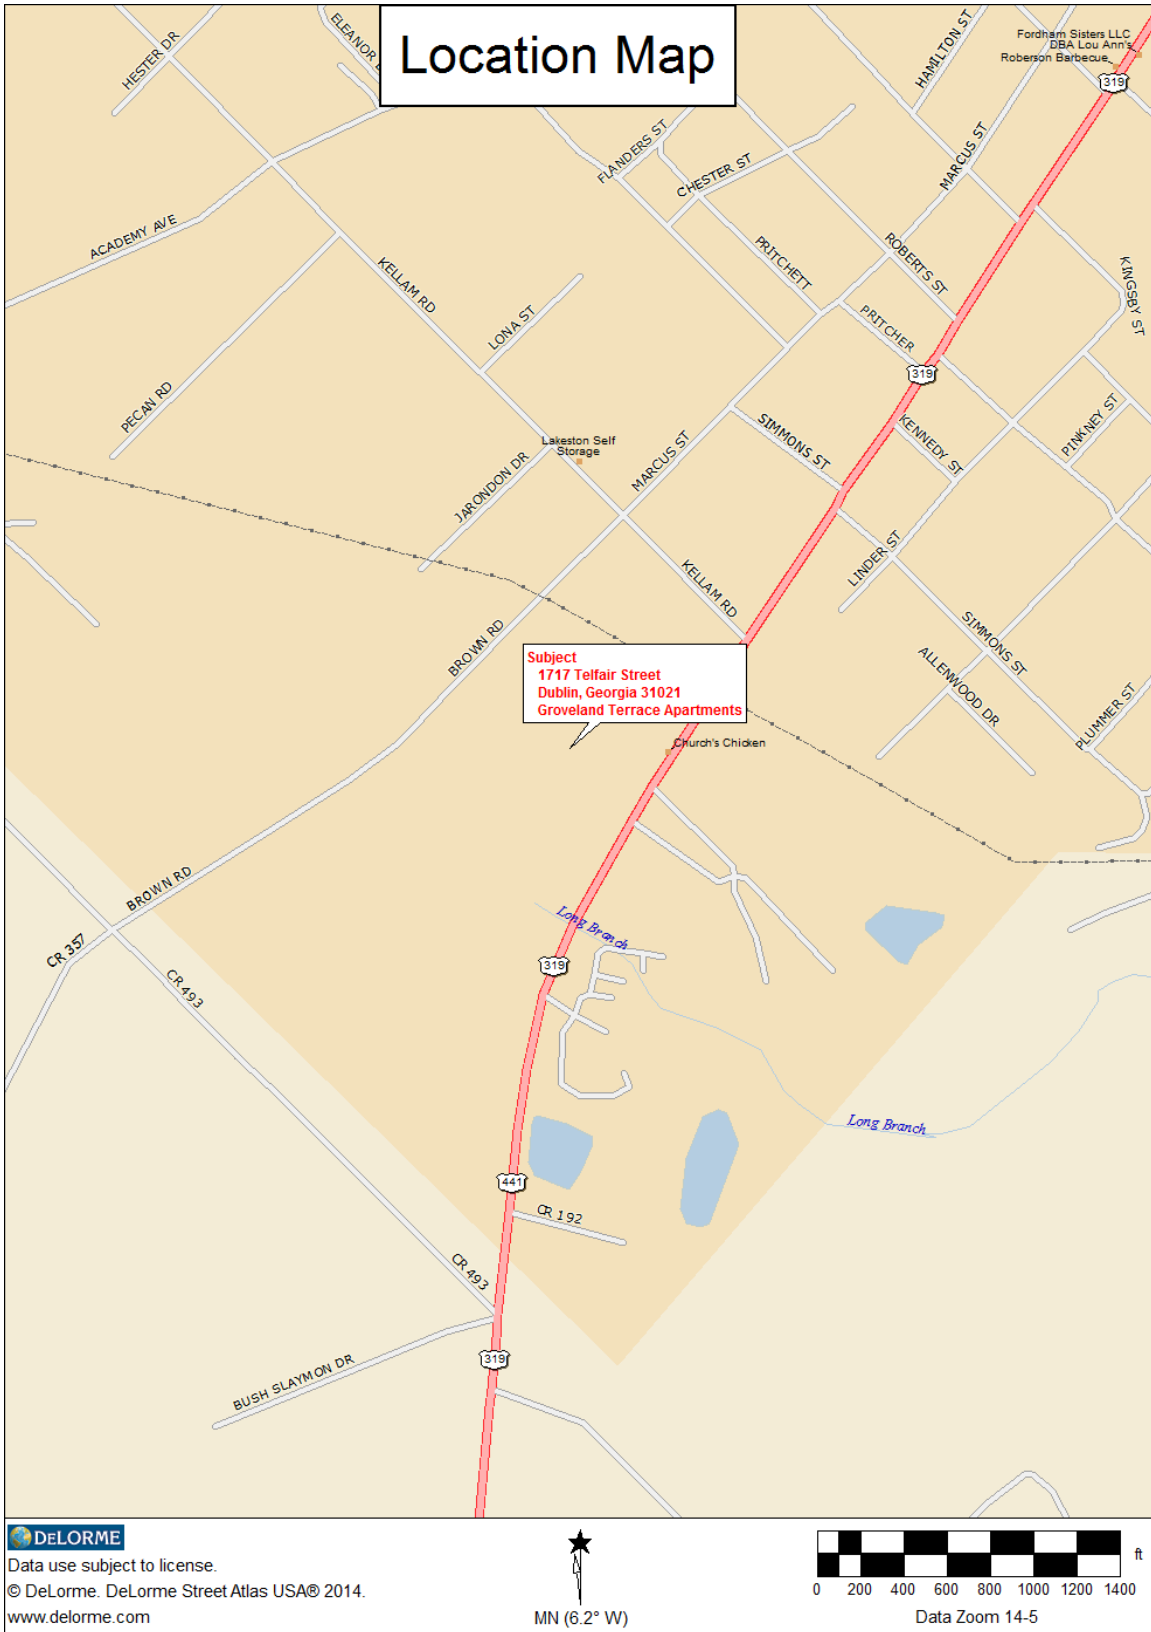 Location Map
HESTER DR
ELEANOR
HAMILTON ST
Fordham Sisters LLC
DBA Lou Ann's
Roberson Barbecue
319
FLANDERS ST
CHESTER ST
MARCUS ST
ACADEMY AVE
KELLAM RD
PRITCHETT
ROBERTS ST
KINGSBY ST
LONA ST
PRITCHER
319
PECAN RD
SIMMONS ST
KENNEDY ST
PINKNEY ST
Lakeston Self
Storage
MARCUS ST
JARONDON DR
LINDER ST
KELLAM RD
BROWN RD
SIMMONS ST
ALLENWOOD DR
PLUMMER ST
Subject
1717 Telfair Street
Dublin, Georgia 31021
Groveland Terrace Apartments
Church's Chicken
BROWN RD
CR 357
CR 493
Long Branch
319
Long Branch
441
CR 192
CR 493
319
BUSH SLAYMON DR
DELORME
Data use subject to license.
© DeLorme. DeLorme Street Atlas USA® 2014.
www.delorme.com
MN (6.2° W)
ft
0 200 400 600 800 1000 1200 1400
Data Zoom 14-5